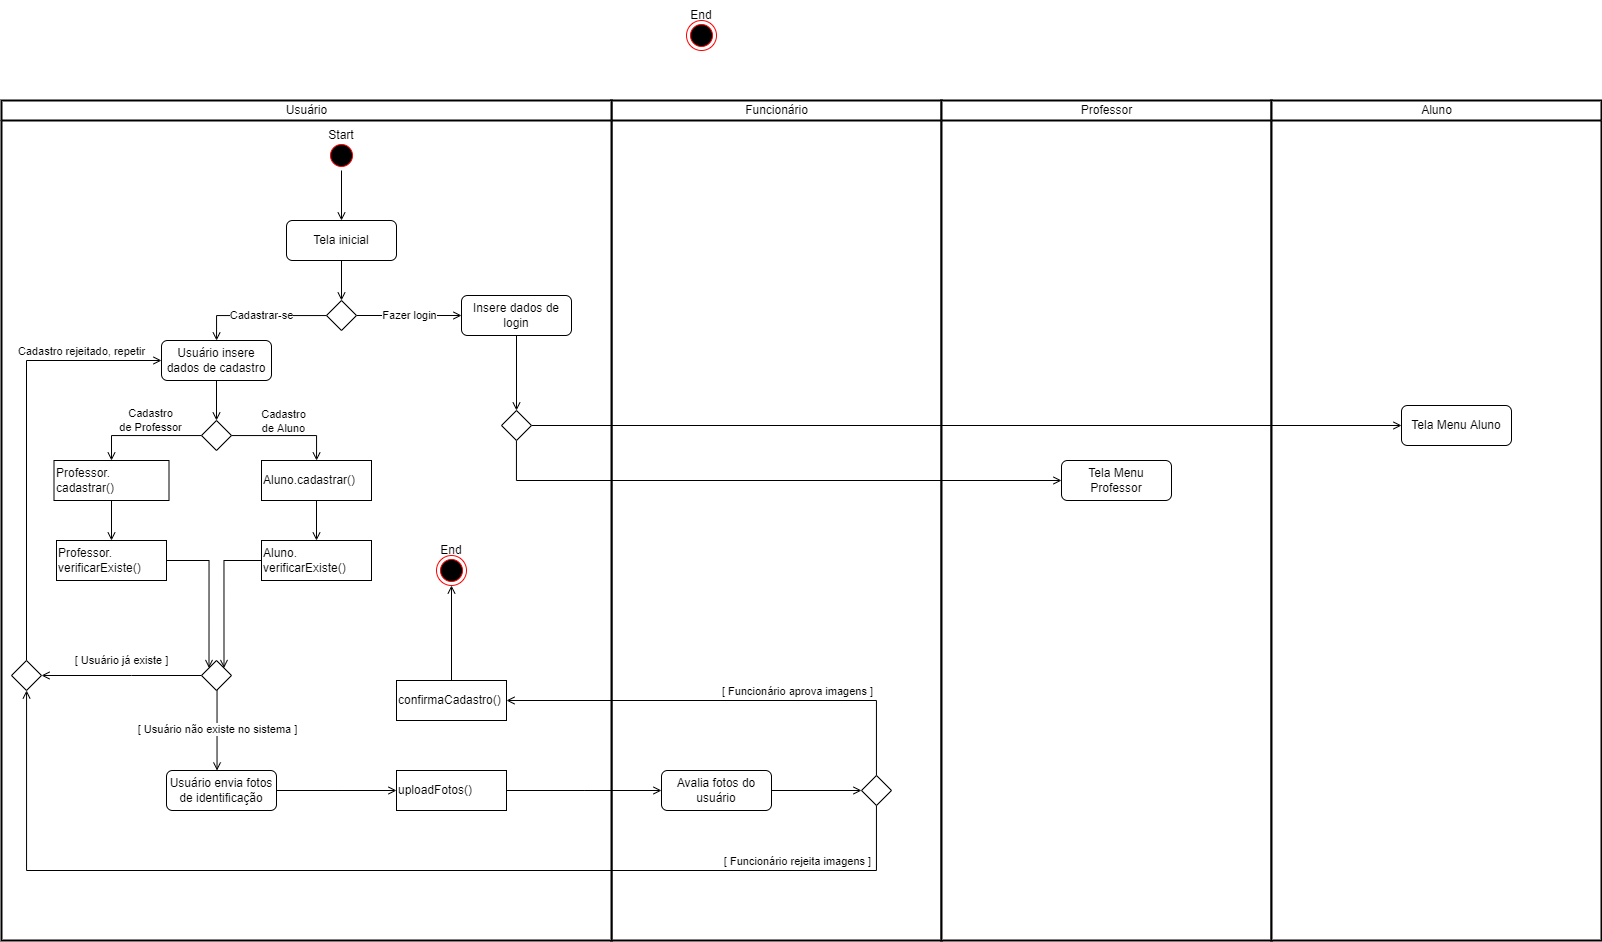 End
Usuário
Funcionário
Professor
Aluno
Start
Tela inicial
Cadastrar-se
Fazer login
Insere dados de
login
Cadastro rejeitado, repetir
Usuário insere
dados de cadastro
Cadastro
de Professor
Cadastro
de Aluno
Tela Menu Aluno
Professor.
cadastrar()
Aluno.cadastrar()
Tela Menu
Professor
Professor.
verificarExiste()
Aluno.
verificarExiste()
End
[ Usuário já existe ]
confirmaCadastro()
[ Funcionário aprova imagens ]
[ Usuário não existe no sistema ]
Usuário envia fotos
de identificação
uploadFotos()
Avalia fotos do
usuário
[ Funcionário rejeita imagens ]